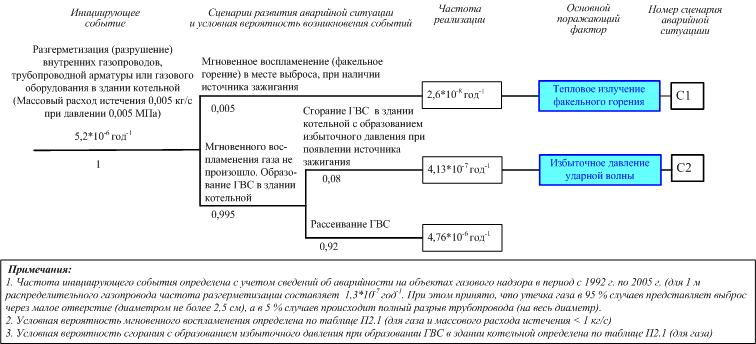 Инициирующее
событие
Сценарии развития аварийной ситуации
и условная вероятность возникновения событий
Частота
реализации
Основной
поражающий
фактор
Номер сценария
аварийной
ситуациии
Разгерметизация (разрушение)
внутренних газопроводов,
трубопроводной арматуры или газового
оборудования в здании котельной
(Массовый расход истечения 0,005 кг/с
при давлении 0,005 МПа)
5,2*10-6 год-1
1
Мгновенное воспламенение (факельное
горение) в месте выброса, при наличии
источника зажигания
0,005
2,6*10-8 год-1
Тепловое излучение
факельного горения
С1
Мгновенного вос-
пламенения газа не
произошло. Образо-
вание ГВС в здании
котельной
0,995
Сгорание ГВС в здании
котельной с образованием
избыточного давления при
появлении источника
зажигания
0,08
4,13*10-7 год-1
Избыточное давление
ударной волны
С2
Рассеивание ГВС
0,92
4,76*10-6 год-1
Примечания:
1. Частота инициирующего события определена с учетом сведений об аварийности на объектах газового надзора в период с 1992 г. по 2005 г. (для 1 м
распределительного газопровода частота разгерметизации составляет 1,3*10-7 год-1. При этом принято, что утечка газа в 95 % случаев представляет выброс
через малое отверстие (диаметром не более 2,5 см), а в 5 % случаев происходит полный разрыв трубопровода (на весь диаметр).
2. Условная вероятность мгновенного воспламенения определена по таблице П2.1 (для газа и массового расхода истечения < 1 кг/с)
3. Условная вероятность сгорания с образованием избыточного давления при образовании ГВС в здании котельной определена по таблице П2.1 (для газа)